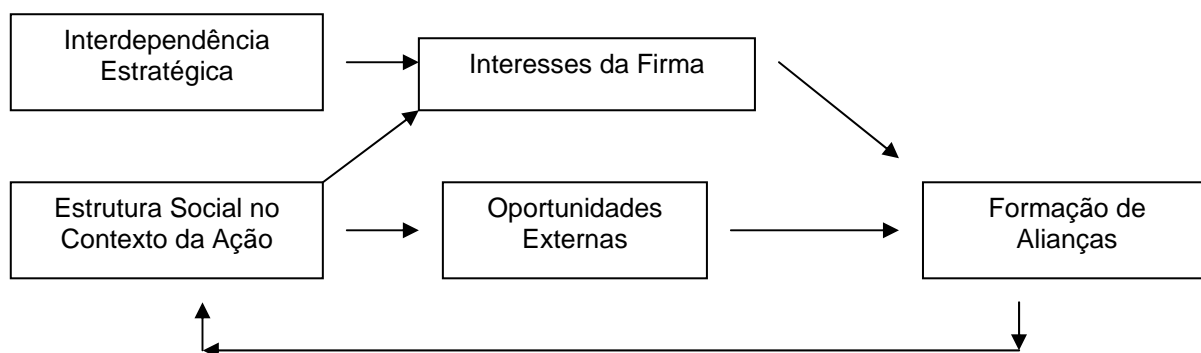 Interdependência
Estratégica
Interesses da Firma
Estrutura Social no
Contexto da Ação
Oportunidades
Externas
Formação de
Alianças